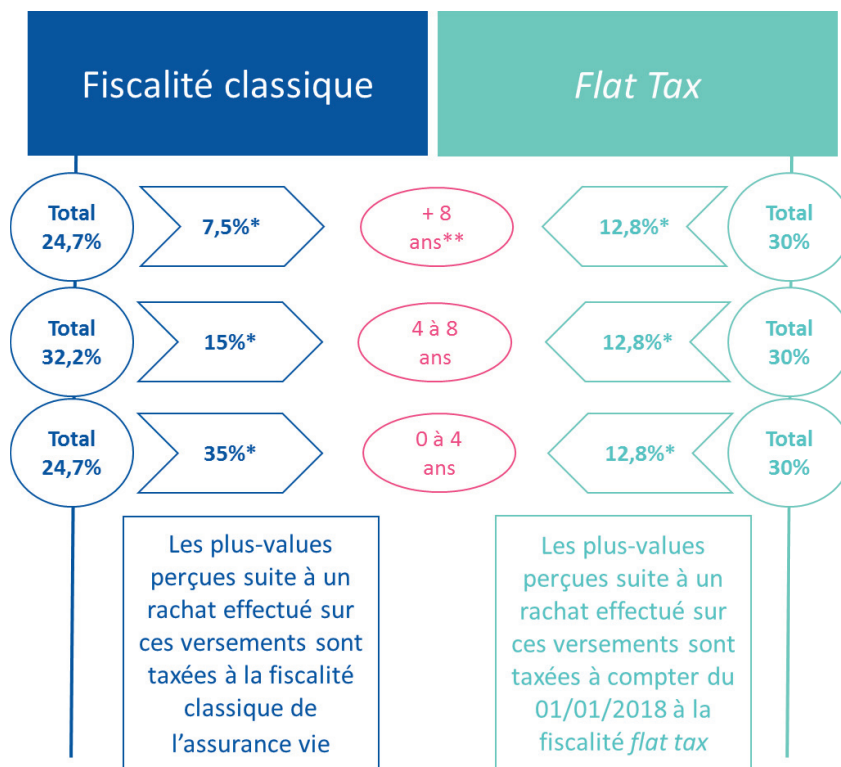 Fiscalité classique
Flat Tax
Total
24,7%
7,5%*
+ 8
ans**
12,8%*
Total
30%
Total
32,2%
15%*
4 à 8
ans
12,8%*
Total
30%
Total
24,7%
35%*
0 à 4
ans
12,8%*
Total
30%
Les plus-values
perçues suite à un
rachat effectué sur
ces versements sont
taxées à la fiscalité
classique de
l'assurance vie
Les plus-values
perçues suite à un
rachat effectué sur
ces versements sont
taxées à compter du
01/01/2018 à la
fiscalité flat tax